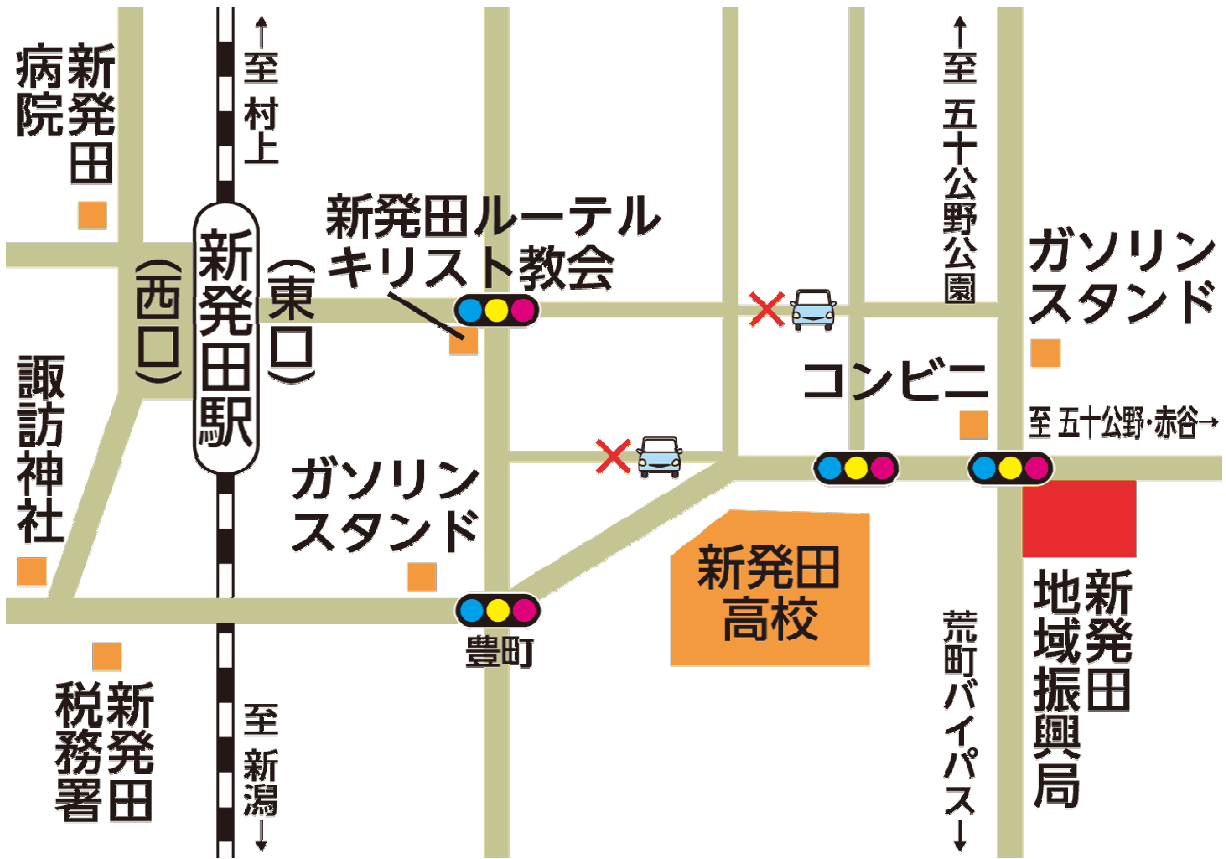 新発田
病院
↑至 村上
↑至 五十公野公園
新発田ルーテル
キリスト教会
ガソリン
スタンド
新発田駅
(西口)
(東口)
コンビニ
至 五十公野・赤谷→
諏訪神社
ガソリン
スタンド
新発田
高校
豊町
新発田
地域振興局
荒町バイパス↓
新発田
税務署
至 新潟↓